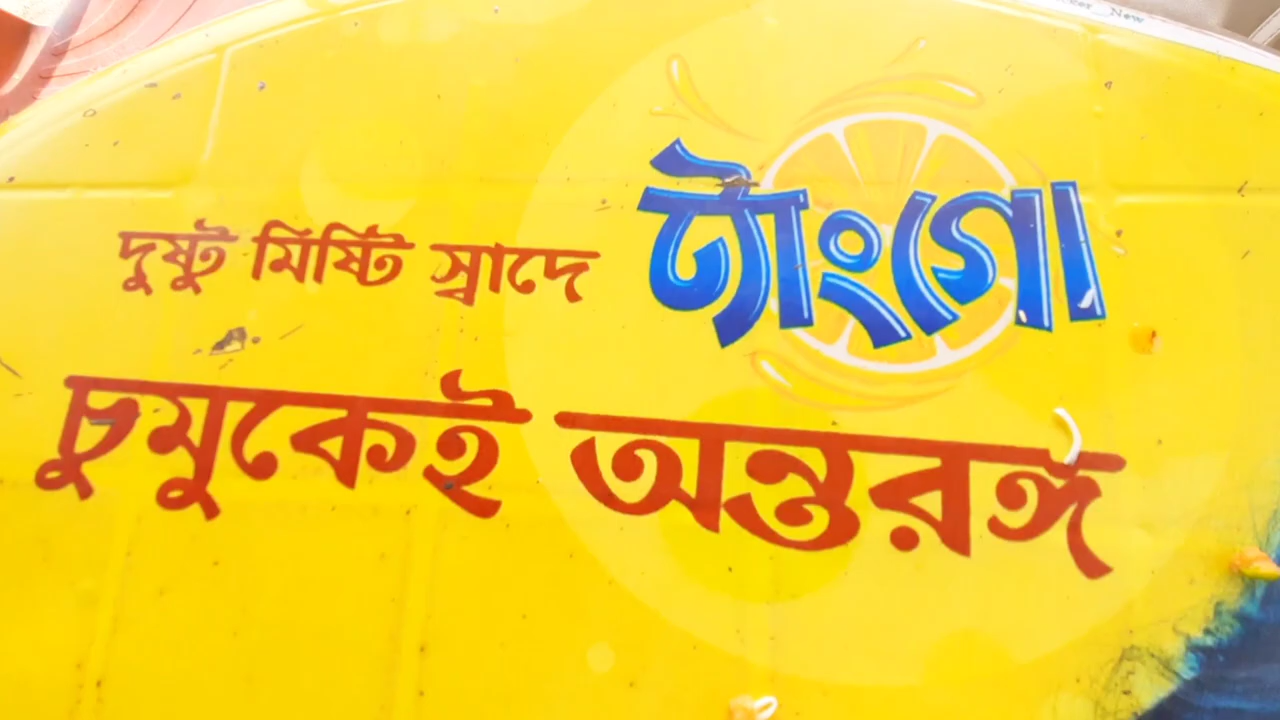 দুষ্টু মিষ্টি স্বাদে ট্যাংগো
চুমুকেই অন্তরঙ্গ